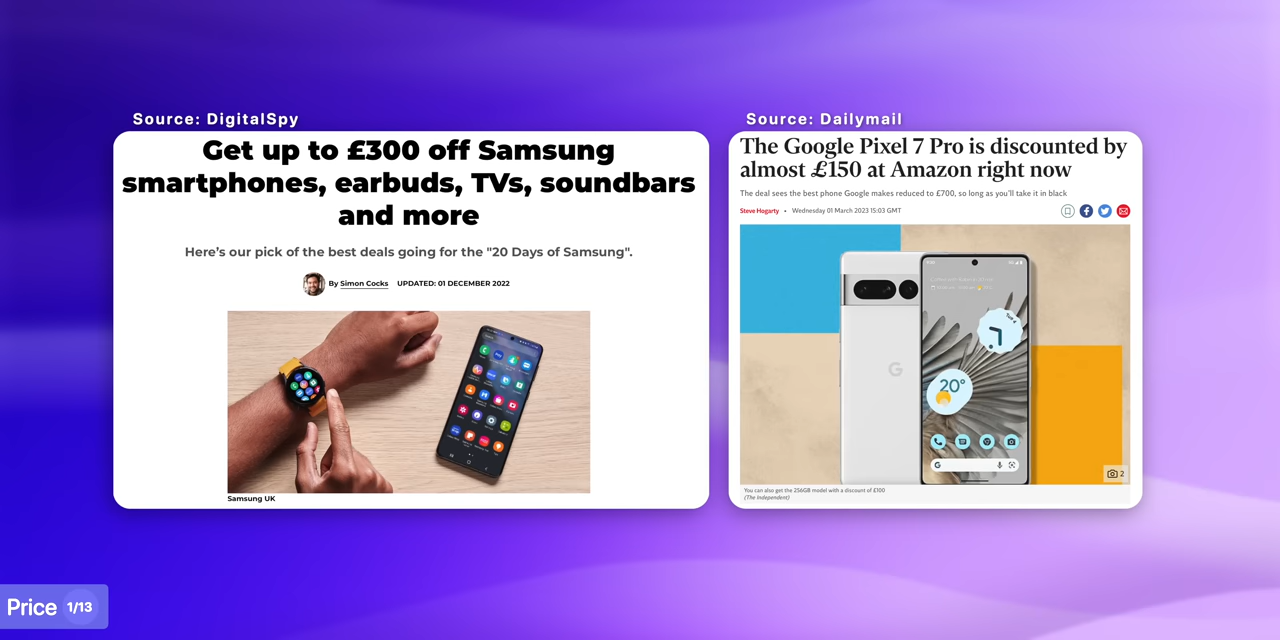 Source: DigitalSpy
Get up to £300 off Samsung
smartphones, earbuds, TVs, soundbars
and more
Here's our pick of the best deals going for the "20 Days of Samsung".
By Simon Cocks UPDATED: 01 DECEMBER 2022
Samsung UK
Source: Dailymail
The Google Pixel 7 Pro is discounted by
almost £150 at Amazon right now
The deal sees the best phone Google makes reduced to £700, so long as you'll take it in black
Steve Hogarty • Wednesday 01 March 2023 15:03 GMT
G
20°
G
2
You can also get the 256GB model with a discount of £100
(The Independent)
Price 1/13